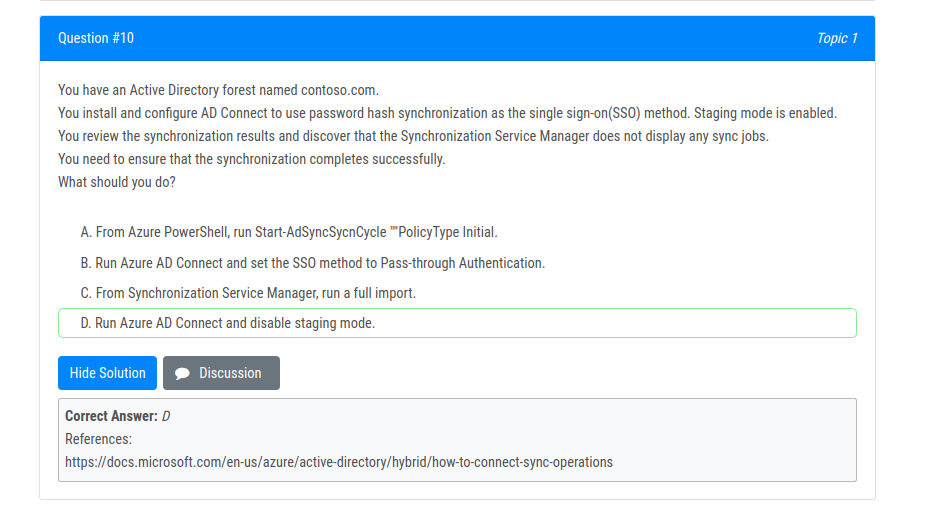 Question #10
Topic 1
You have an Active Directory forest named contoso.com.
You install and configure AD Connect to use password hash synchronization as the single sign-on(SSO) method. Staging mode is enabled.
You review the synchronization results and discover that the Synchronization Service Manager does not display any sync jobs.
You need to ensure that the synchronization completes successfully.
What should you do?
A. From Azure PowerShell, run Start-AdSyncSycnCycle ""PolicyType Initial.
B. Run Azure AD Connect and set the SSO method to Pass-through Authentication.
C. From Synchronization Service Manager, run a full import.
D. Run Azure AD Connect and disable staging mode.
Hide Solution
Discussion
Correct Answer: D
References:
https://docs.microsoft.com/en-us/azure/active-directory/hybrid/how-to-connect-sync-operations